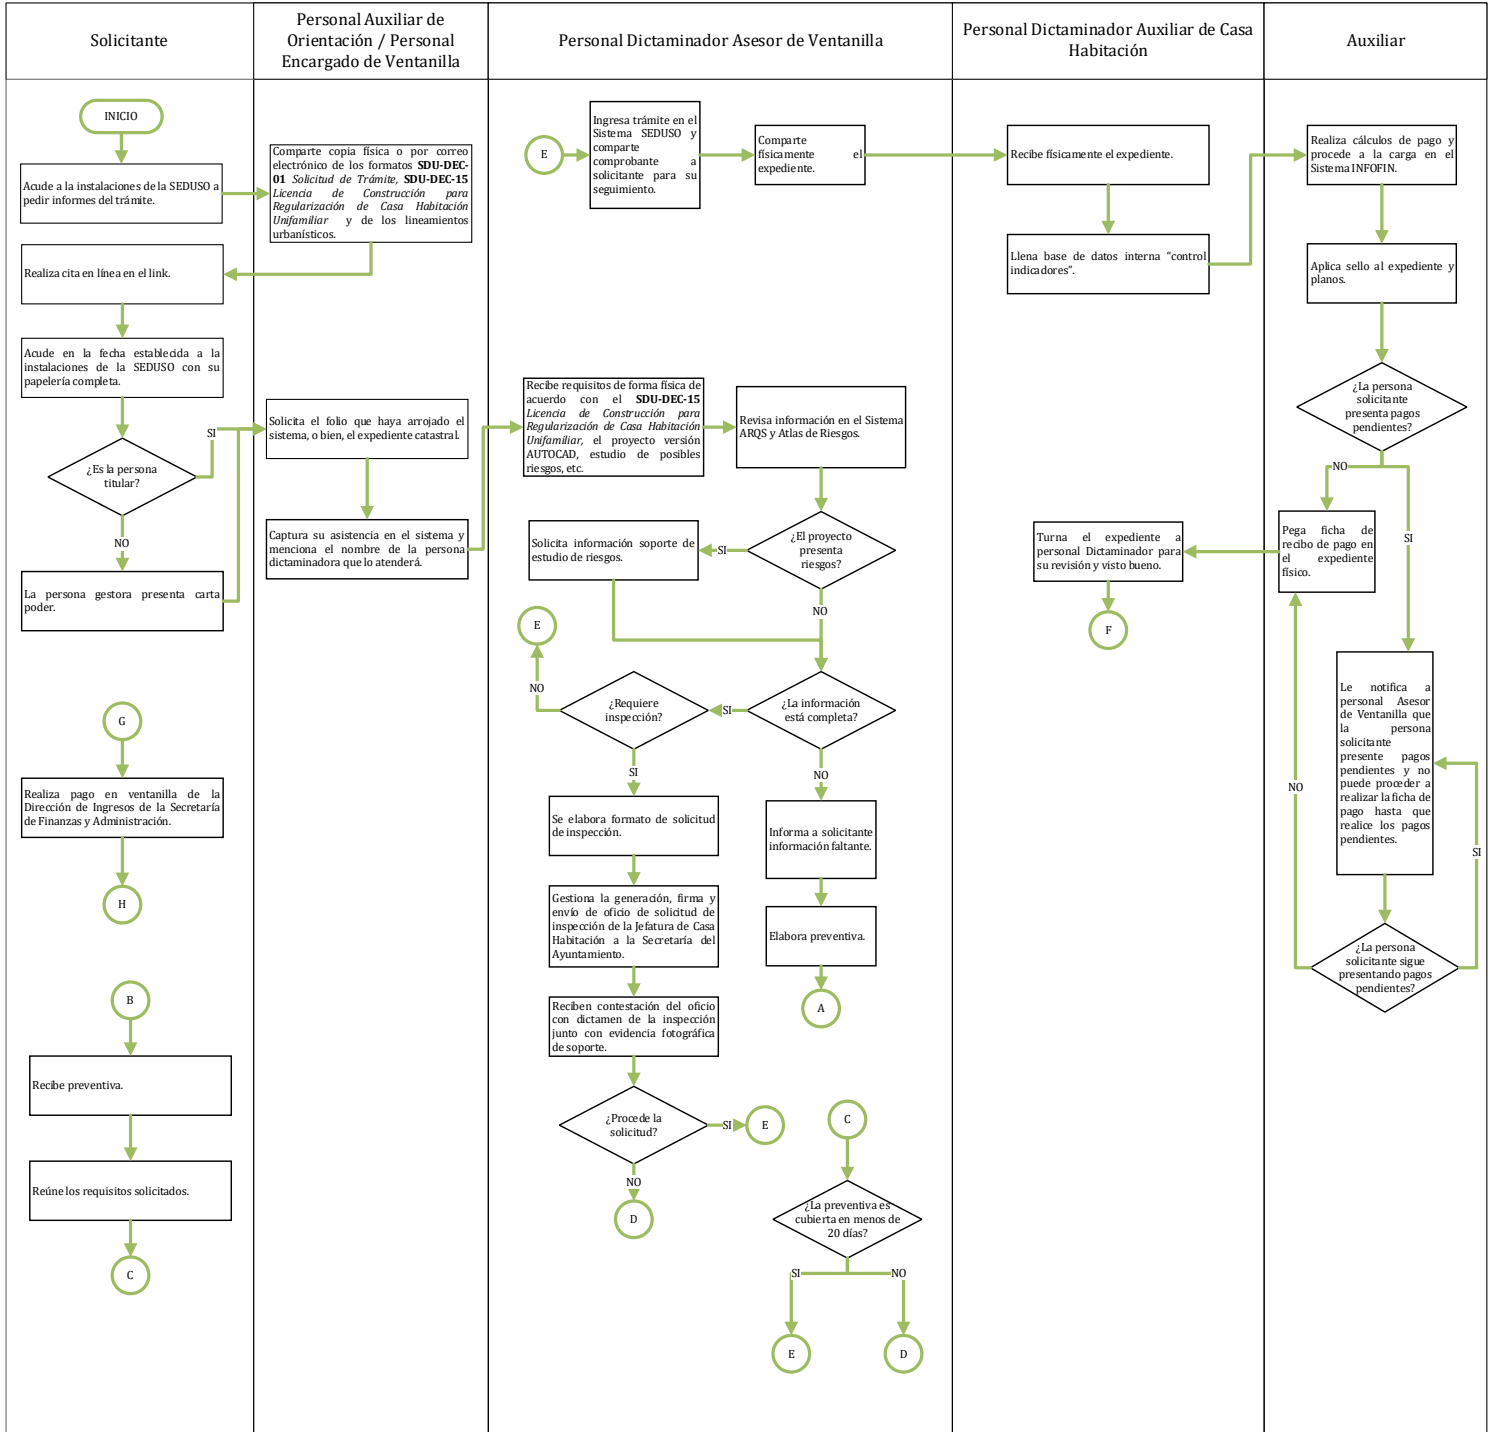 Solicitante
Personal Auxiliar de
Orientación / Personal
Encargado de Ventanilla
Personal Dictaminador Asesor de Ventanilla
Personal Dictaminador Auxiliar de Casa
Habitación
Auxiliar
INICIO
Acude a la instalaciones de la SEDUSO a
pedir informes del trámite.
Realiza cita en línea en el link.
Acude en la fecha establecida a la
instalaciones de la SEDUSO con su
papelería completa.
¿Es la persona
titular?
SI
NO
La persona gestora presenta carta
poder.
G
Realiza pago en ventanilla de la
Dirección de Ingresos de la Secretaría
de Finanzas y Administración.
H
B
Recibe preventiva.
Reúne los requisitos solicitados.
C
Comparte copia física o por correo
electrónico de los formatos SDU-DEC-
01 Solicitud de Trámite, SDU-DEC-15
Licencia de Construcción para
Regularización de Casa Habitación
Unifamiliar y de los lineamientos
urbanísticos.
Solicita el folio que haya arrojado el
sistema, o bien, el expediente catastral.
Captura su asistencia en el sistema y
menciona el nombre de la persona
dictaminadora que lo atenderá.
E
Ingresa trámite en el
Sistema SEDUSO y
comparte
comprobante a
solicitante para su
seguimiento.
Comparte
físicamente el
expediente.
Recibe requisitos de forma física de
acuerdo con el SDU-DEC-15
Licencia de Construcción para
Regularización de Casa Habitación
Unifamiliar, el proyecto versión
AUTOCAD, estudio de posibles
riesgos, etc.
Revisa información en el Sistema
ARQS y Atlas de Riesgos.
¿El proyecto
presenta
riesgos?
SI
NO
Solicita información soporte de
estudio de riesgos.
E
NO
¿Requiere
inspección?
SI
¿La información
está completa?
SI
NO
Se elabora formato de solicitud
de inspección.
Informa a solicitante
información faltante.
Gestiona la generación, firma y
envío de oficio de solicitud de
inspección de la Jefatura de Casa
Habitación a la Secretaría del
Ayuntamiento.
Elabora preventiva.
A
Reciben contestación del oficio
con dictamen de la inspección
junto con evidencia fotográfica
de soporte.
¿Procede la
solicitud?
SI
E
NO
D
C
¿La preventiva es
cubierta en menos de
20 días?
SI
NO
E
D
Recibe físicamente el expediente.
Llena base de datos interna “control
indicadores”.
Turna el expediente a
personal Dictaminador para
su revisión y visto bueno.
F
Realiza cálculos de pago y
procede a la carga en el
Sistema INFOFIN.
Aplica sello al expediente y
planos.
¿La persona
solicitante
presenta pagos
pendientes?
NO
SI
Pega ficha de
recibo de pago en
el expediente
físico.
Le notifica a
personal Asesor
de Ventanilla que
la persona
solicitante
presente pagos
pendientes y no
puede proceder a
realizar la ficha de
pago hasta que
realice los pagos
pendientes.
NO
SI
¿La persona
solicitante sigue
presentando pagos
pendientes?